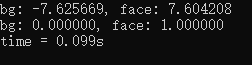 bg: -7.625669, face: 7.604208
bg: 0.000000, face: 1.000000
time = 0.099s